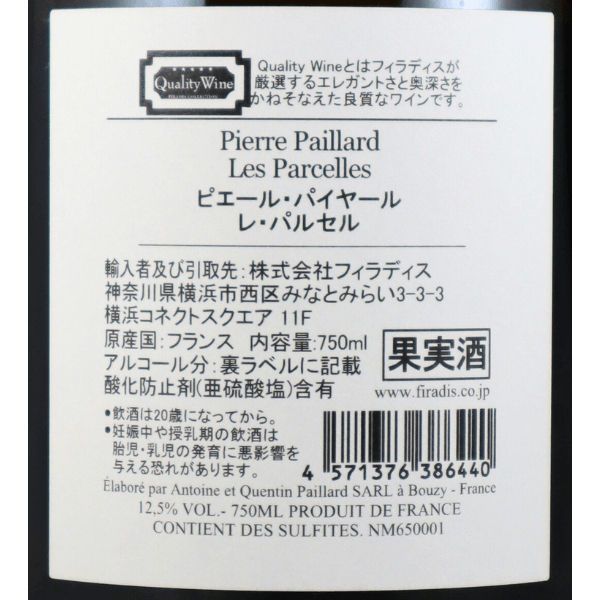 Quality Wine
Quality Wineとはフィラディスが
厳選するエレガントさと奥深さを
かねそなえた良質なワインです。
Pierre Paillard
Les Parcelles
ピエール・パイヤール
レ・パルセル
輸入者及び引取先:株式会社フィラディス
神奈川県横浜市西区みなとみらい3-3-3
横浜コネクトスクエア 11F
原産国:フランス 内容量:750ml
アルコール分:裏ラベルに記載
酸化防止剤(亜硫酸塩)含有
果実酒
www.firadis.co.jp
•飲酒は20歳になってから。
•妊娠中や授乳期の飲酒は
胎児・乳児の発育に悪影響を
与える恐れがあります。
4 571376 386440
Élaboré par Antoine et Quentin Paillard SARL à Bouzy - France
12,5% VOL.- 750ML PRODUIT DE FRANCE
CONTIENT DES SULFITES. NM650001